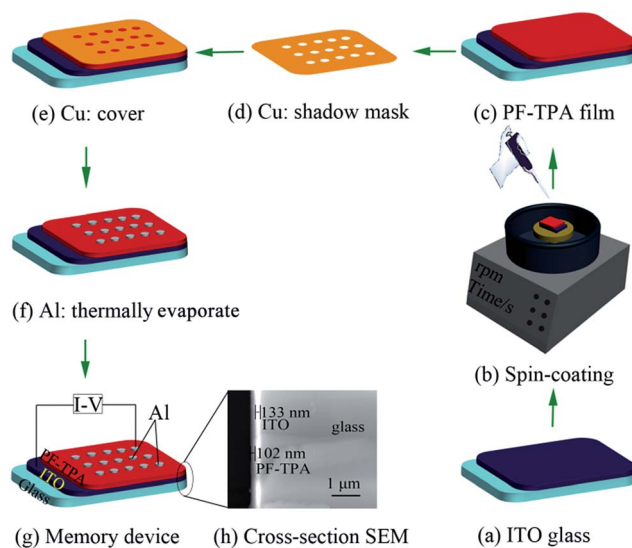 (e) Cu: cover
(d) Cu: shadow mask
(c) PF-TPA film
rpm
Time/s
(f) Al: thermally evaporate
(b) Spin-coating
I-V
Al
PF-TPA
ITO
Glass
133 nm
ITO
glass
102 nm
PF-TPA
1 μm
(g) Memory device
(h) Cross-section SEM
(a) ITO glass